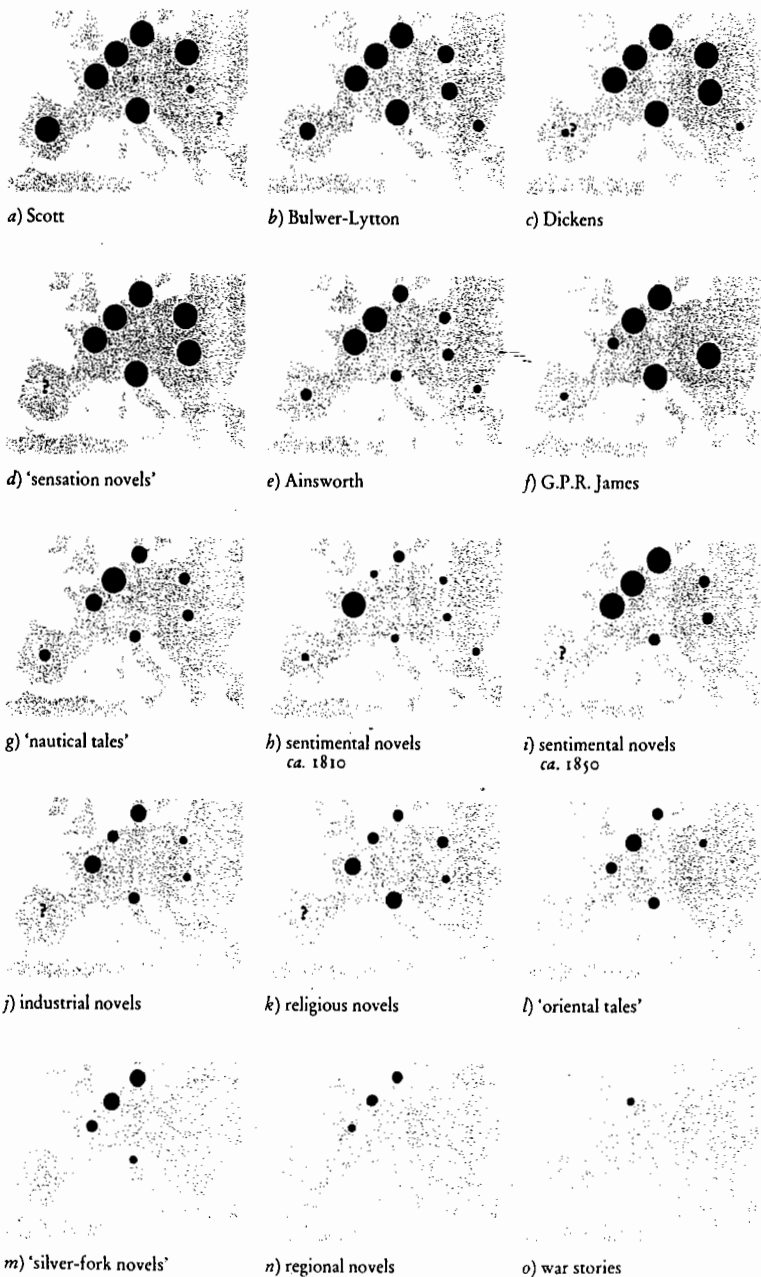 ?
a) Scott
b) Bulwer-Lytton
?
c) Dickens
?
d) 'sensation novels'
e) Ainsworth
f) G.P.R. James
g) 'nautical tales'
h) sentimental novels
ca. 1810
?
i) sentimental novels
ca. 1850
?
j) industrial novels
?
k) religious novels
l) 'oriental tales'
m) 'silver-fork novels'
n) regional novels
o) war stories